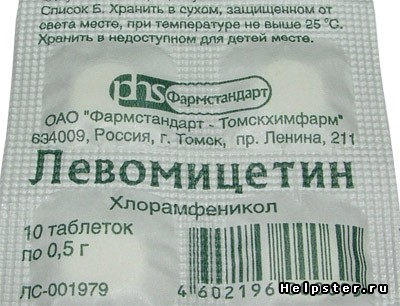 Список Б. Хранить в сухом, защищенном от
света месте, при температуре не выше 25 °С.
Хранить в недоступном для детей месте.
phs Фармстандарт
ОАО "Фармстандарт - Томскхимфарм"
634009, Россия, г. Томск, пр. Ленина, 211
Левомицетин
Хлорамфеникол
10 таблеток
по 0,5 г
ЛС-001979
4 602196
Helpster.ru